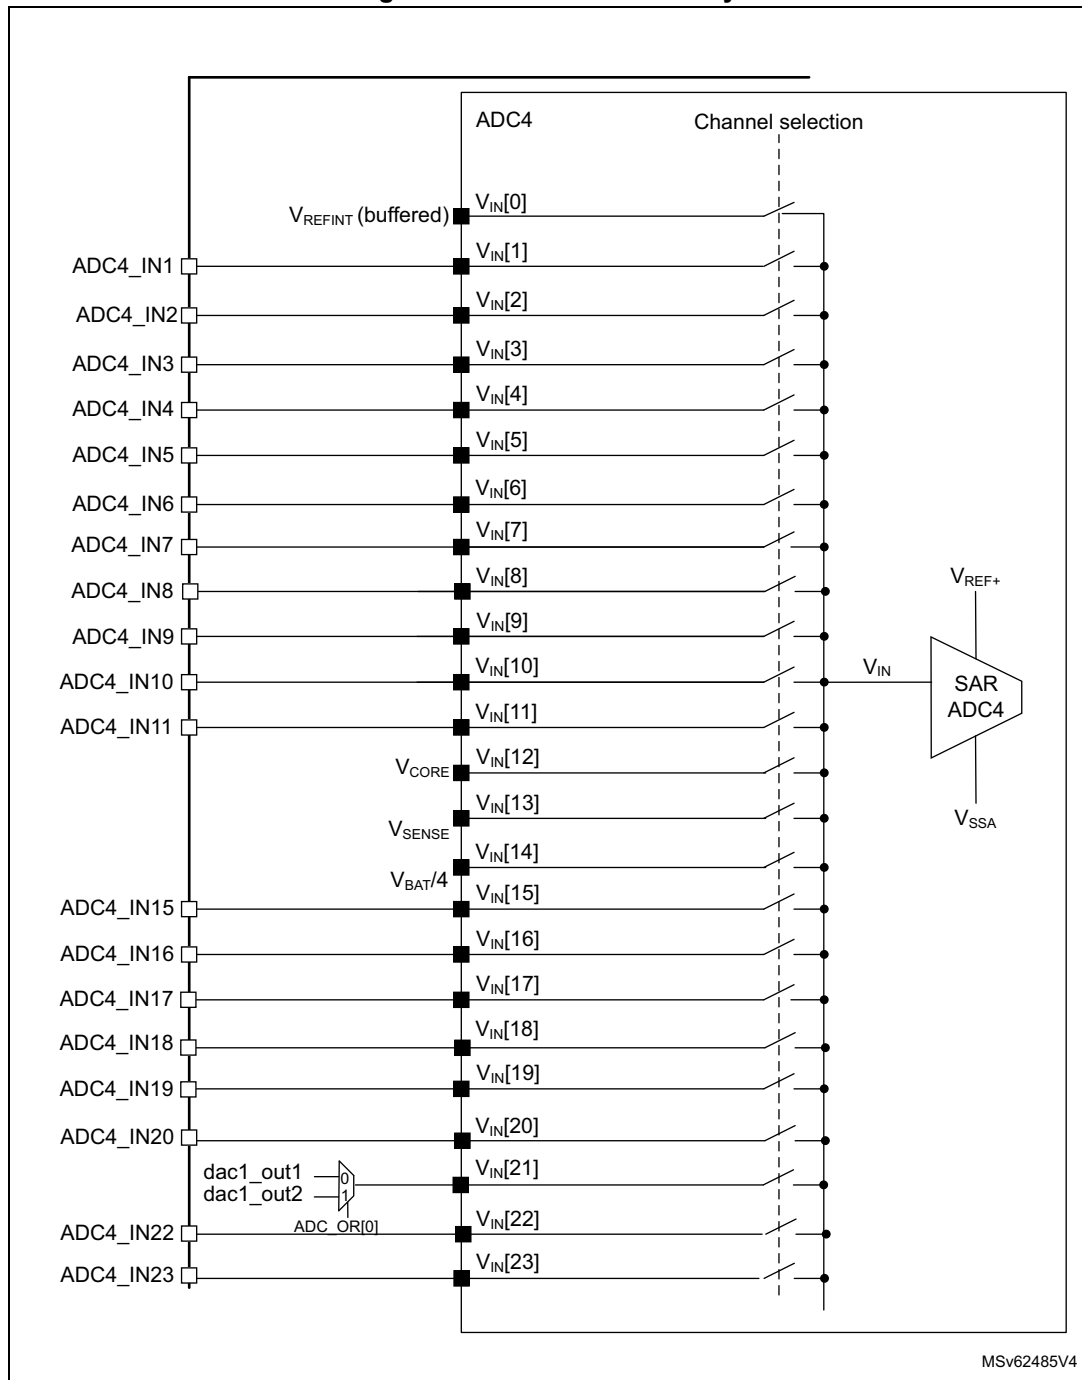 ADC4
Channel selection
VREFINT (buffered)
VIN[0]
ADC4_IN1
VIN[1]
ADC4_IN2
VIN[2]
ADC4_IN3
VIN[3]
ADC4_IN4
VIN[4]
ADC4_IN5
VIN[5]
ADC4_IN6
VIN[6]
ADC4_IN7
VIN[7]
ADC4_IN8
VIN[8]
VREF+
ADC4_IN9
VIN[9]
ADC4_IN10
VIN[10]
VIN
SAR
ADC4
ADC4_IN11
VIN[11]
VCORE
VIN[12]
VSENSE
VIN[13]
VSSA
VBAT/4
VIN[14]
ADC4_IN15
VIN[15]
ADC4_IN16
VIN[16]
ADC4_IN17
VIN[17]
ADC4_IN18
VIN[18]
ADC4_IN19
VIN[19]
ADC4_IN20
VIN[20]
dac1_out1
0
dac1_out2
1
VIN[21]
ADC_OR[0]
ADC4_IN22
VIN[22]
ADC4_IN23
VIN[23]
MSv62485V4